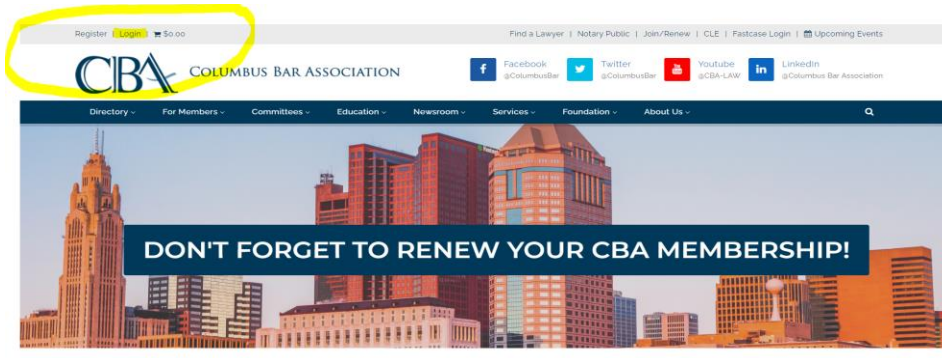 Register | Login | $0.00
Find a Lawyer | Notary Public | Join/Renew | CLE | Fastcase Login | Upcoming Events
CBA COLUMBUS BAR ASSOCIATION
Facebook
@ColumbusBar
Twitter
@ColumbusBar
Youtube
@CBA-LAW
LinkedIn
@Columbus Bar Association
Directory
For Members
Committees
Education
Newsroom
Services
Foundation
About Us
DON'T FORGET TO RENEW YOUR CBA MEMBERSHIP!